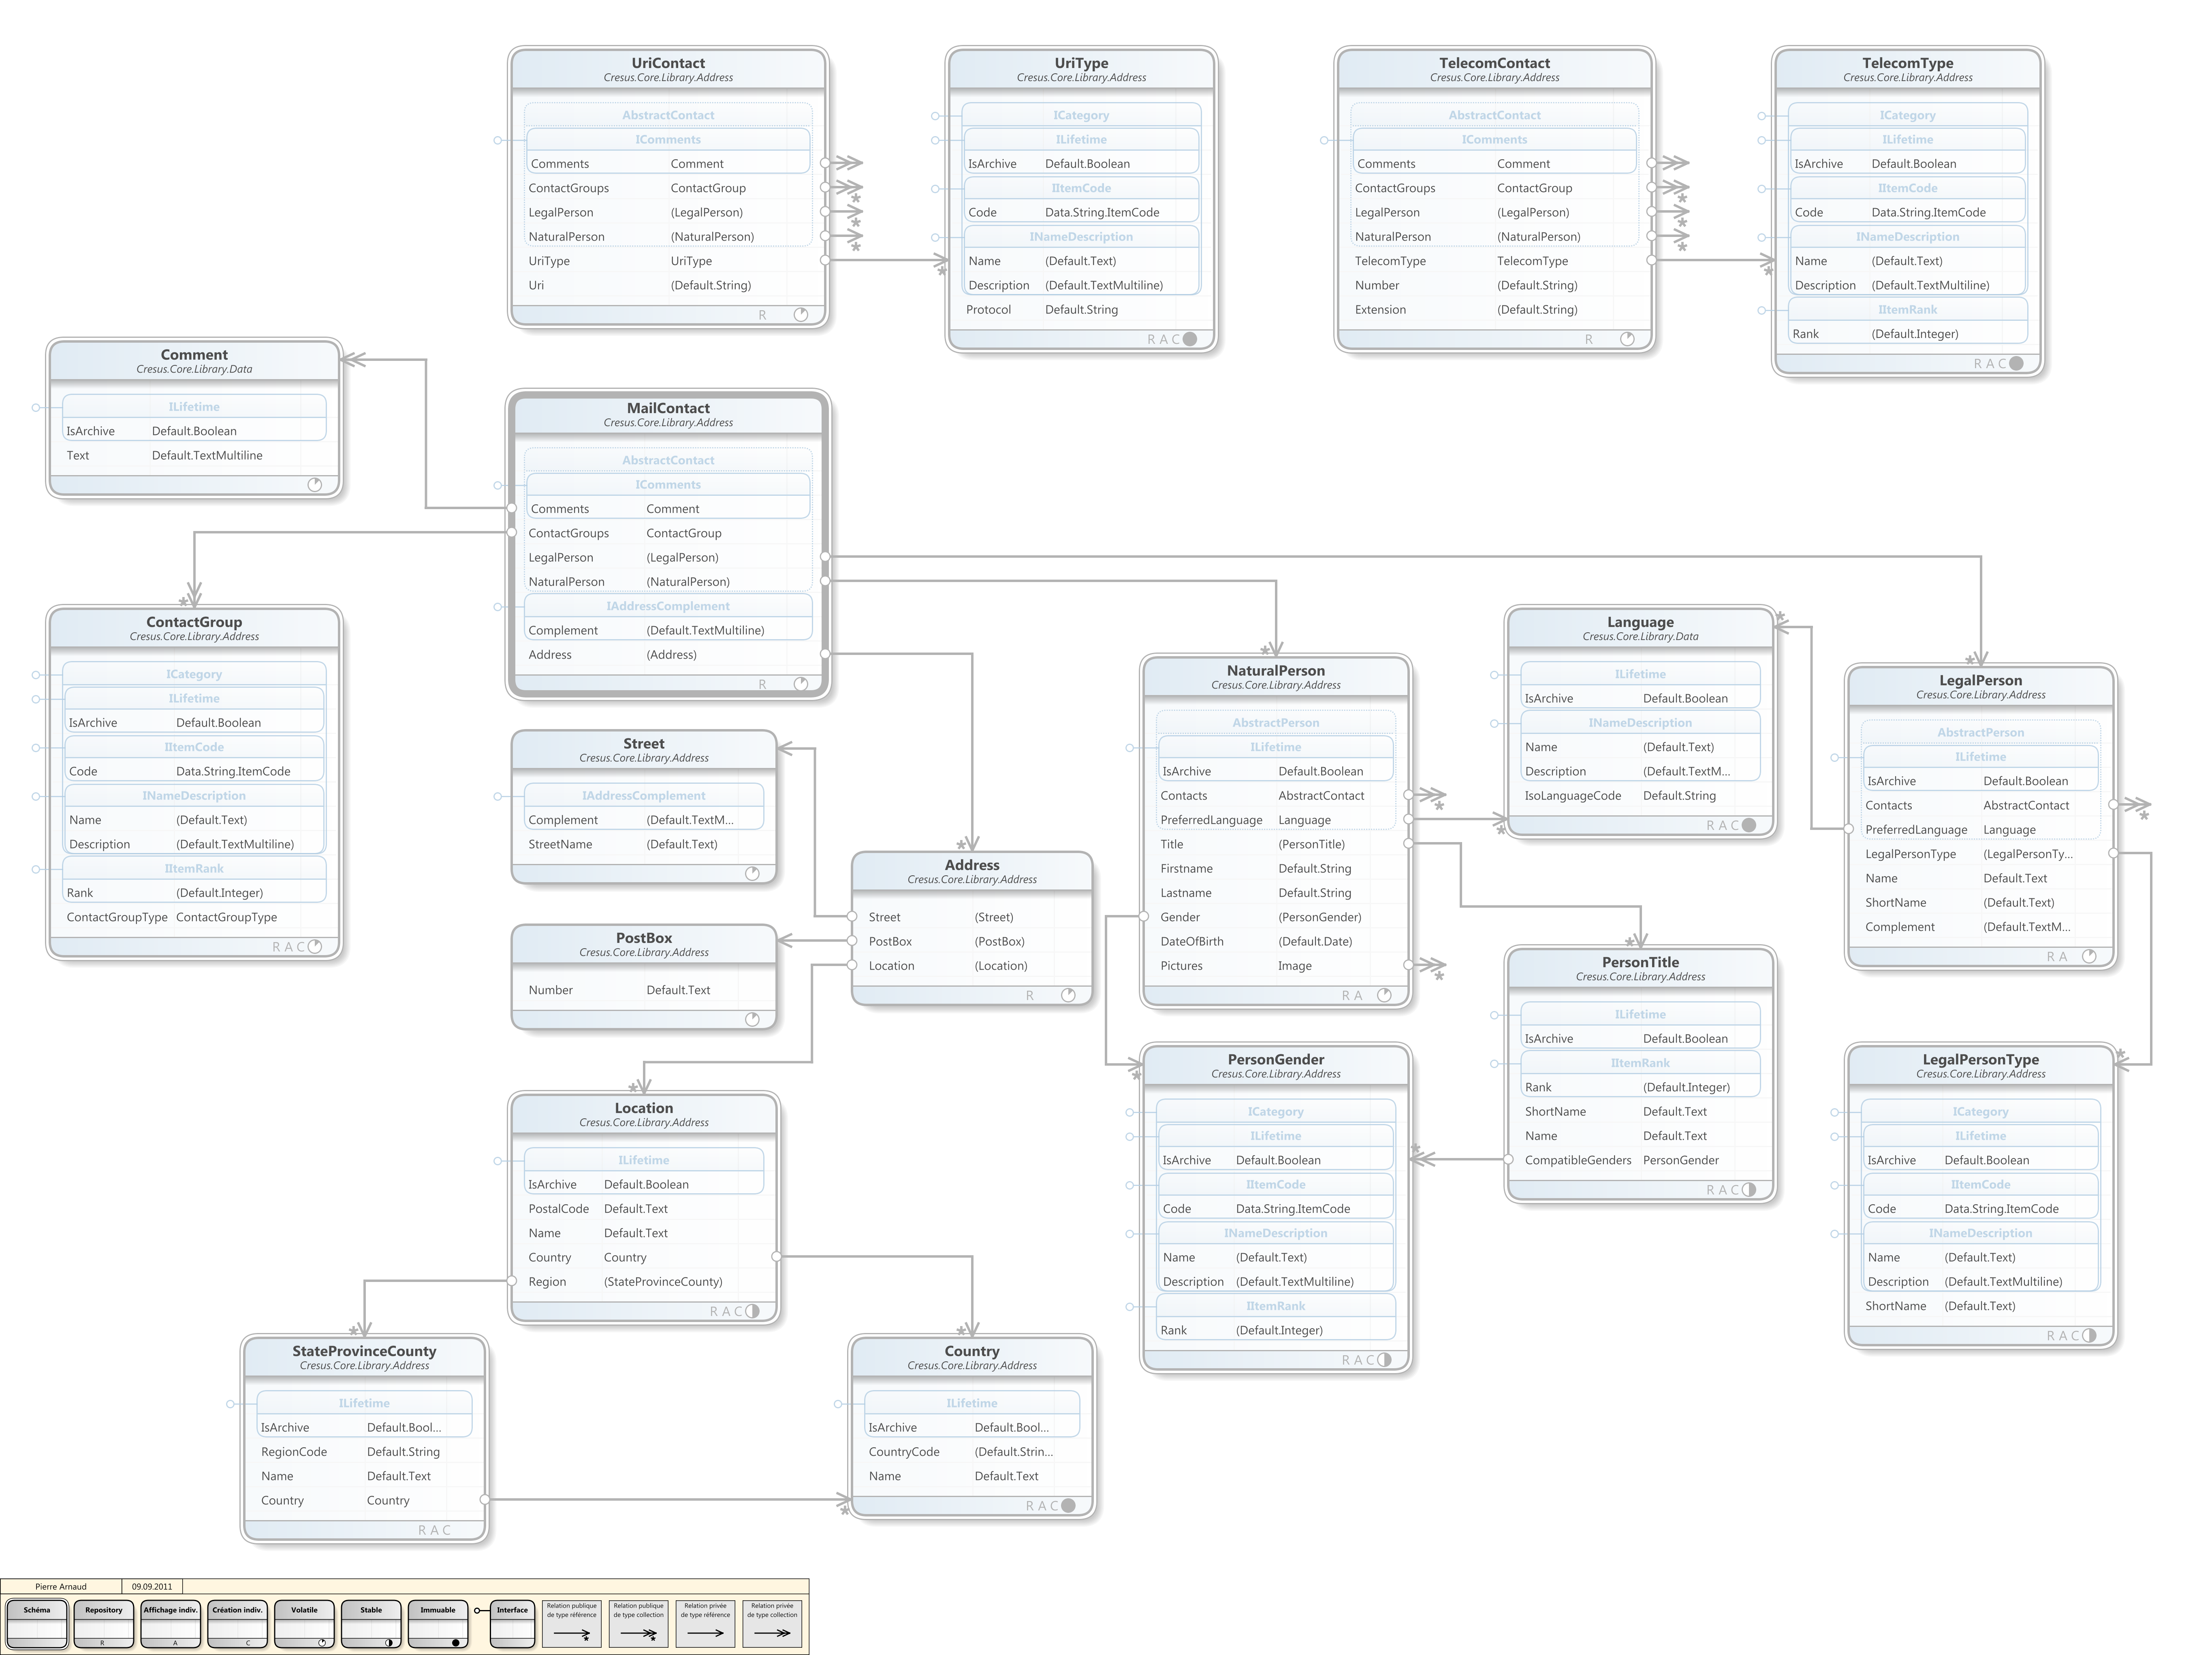 UriContact
Cresus.Core.Library.Address
AbstractContact
IComments
Comments Comment
ContactGroups ContactGroup
LegalPerson (LegalPerson)
NaturalPerson (NaturalPerson)
UriType UriType
Uri (Default.String)
R
UriType
Cresus.Core.Library.Address
ICategory
ILifetime
IsArchive Default.Boolean
IItemCode
Code Data.String.ItemCode
INameDescription
Name (Default.Text)
Description (Default.TextMultiline)
Protocol Default.String
R A C
TelecomContact
Cresus.Core.Library.Address
AbstractContact
IComments
Comments Comment
ContactGroups ContactGroup
LegalPerson (LegalPerson)
NaturalPerson (NaturalPerson)
TelecomType TelecomType
Number (Default.String)
Extension (Default.String)
R
TelecomType
Cresus.Core.Library.Address
ICategory
ILifetime
IsArchive Default.Boolean
IItemCode
Code Data.String.ItemCode
INameDescription
Name (Default.Text)
Description (Default.TextMultiline)
IItemRank
Rank (Default.Integer)
R A C
Comment
Cresus.Core.Library.Data
ILifetime
IsArchive Default.Boolean
Text Default.TextMultiline
MailContact
Cresus.Core.Library.Address
AbstractContact
IComments
Comments Comment
ContactGroups ContactGroup
LegalPerson (LegalPerson)
NaturalPerson (NaturalPerson)
IAddressComplement
Complement (Default.TextMultiline)
Address (Address)
R
ContactGroup
Cresus.Core.Library.Address
ICategory
ILifetime
IsArchive Default.Boolean
IItemCode
Code Data.String.ItemCode
INameDescription
Name (Default.Text)
Description (Default.TextMultiline)
IItemRank
Rank (Default.Integer)
ContactGroupType ContactGroupType
R A C
Street
Cresus.Core.Library.Address
IAddressComplement
Complement (Default.TextM...
StreetName (Default.Text)
PostBox
Cresus.Core.Library.Address
Number Default.Text
Address
Cresus.Core.Library.Address
Street (Street)
PostBox (PostBox)
Location (Location)
R
NaturalPerson
Cresus.Core.Library.Address
AbstractPerson
ILifetime
IsArchive Default.Boolean
Contacts AbstractContact
PreferredLanguage Language
Title (PersonTitle)
Firstname Default.String
Lastname Default.String
Gender (PersonGender)
DateOfBirth (Default.Date)
Pictures Image
R A
Language
Cresus.Core.Library.Data
ILifetime
IsArchive Default.Boolean
INameDescription
Name (Default.Text)
Description (Default.TextM...
IsoLanguageCode Default.String
R A C
LegalPerson
Cresus.Core.Library.Address
AbstractPerson
ILifetime
IsArchive Default.Boolean
Contacts AbstractContact
PreferredLanguage Language
LegalPersonType (LegalPersonTy...
Name Default.Text
ShortName (Default.Text)
Complement (Default.TextM...
R A
PersonTitle
Cresus.Core.Library.Address
ILifetime
IsArchive Default.Boolean
IItemRank
Rank (Default.Integer)
ShortName Default.Text
Name Default.Text
CompatibleGenders PersonGender
R A C
PersonGender
Cresus.Core.Library.Address
ICategory
ILifetime
IsArchive Default.Boolean
IItemCode
Code Data.String.ItemCode
INameDescription
Name (Default.Text)
Description (Default.TextMultiline)
IItemRank
Rank (Default.Integer)
R A C
LegalPersonType
Cresus.Core.Library.Address
ICategory
ILifetime
IsArchive Default.Boolean
IItemCode
Code Data.String.ItemCode
INameDescription
Name (Default.Text)
Description (Default.TextMultiline)
ShortName (Default.Text)
R A C
Location
Cresus.Core.Library.Address
ILifetime
IsArchive Default.Boolean
PostalCode Default.Text
Name Default.Text
Country Country
Region (StateProvinceCounty)
R A C
StateProvinceCounty
Cresus.Core.Library.Address
ILifetime
IsArchive Default.Bool...
RegionCode Default.String
Name Default.Text
Country Country
R A C
Country
Cresus.Core.Library.Address
ILifetime
IsArchive Default.Bool...
CountryCode (Default.Strin...
Name Default.Text
R A C
Pierre Arnaud 09.09.2011
Schéma
Repository
R
Affichage indiv.
A
Création indiv.
C
Volatile
Stable
Immuable
Interface
Relation publique
de type référence
Relation publique
de type collection
Relation privée
de type référence
Relation privée
de type collection